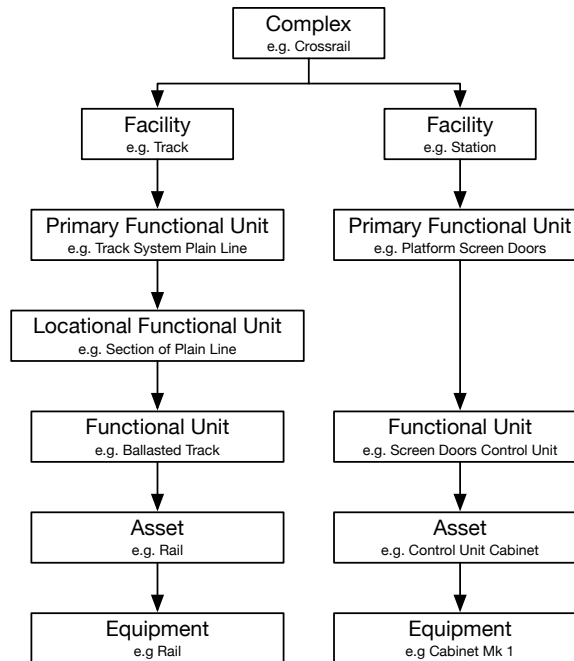 Complex
e.g. Crossrail
Facility
e.g. Track
Facility
e.g. Station
Primary Functional Unit
e.g. Track System Plain Line
Primary Functional Unit
e.g. Platform Screen Doors
Locational Functional Unit
e.g. Section of Plain Line
Functional Unit
e.g. Ballasted Track
Functional Unit
e.g. Screen Doors Control Unit
Asset
e.g. Rail
Asset
e.g. Control Unit Cabinet
Equipment
e.g Rail
Equipment
e.g Cabinet Mk 1